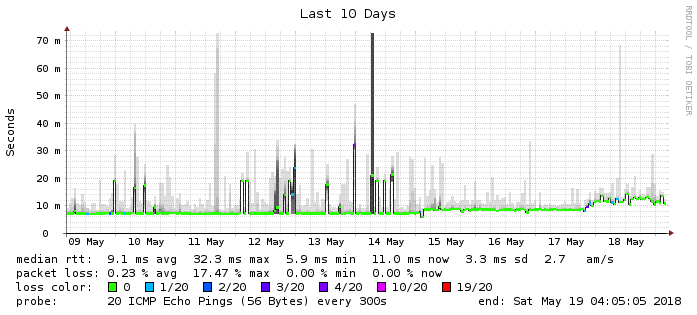 Last 10 Days
RRDTOOL / TOBI OETIKER
Seconds
70 m
60 m
50 m
40 m
30 m
20 m
10 m
0
09 May 10 May 11 May 12 May 13 May 14 May 15 May 16 May 17 May 18 May
median rtt: 9.1 ms avg 32.3 ms max 5.9 ms min 11.0 ms now 3.3 ms sd 2.7 am/s
packet loss: 0.23 % avg 17.47 % max 0.00 % min 0.00 % now
loss color: 0 1/20 2/20 3/20 4/20 10/20 19/20
probe: 20 ICMP Echo Pings (56 Bytes) every 300s end: Sat May 19 04:05:05 2018